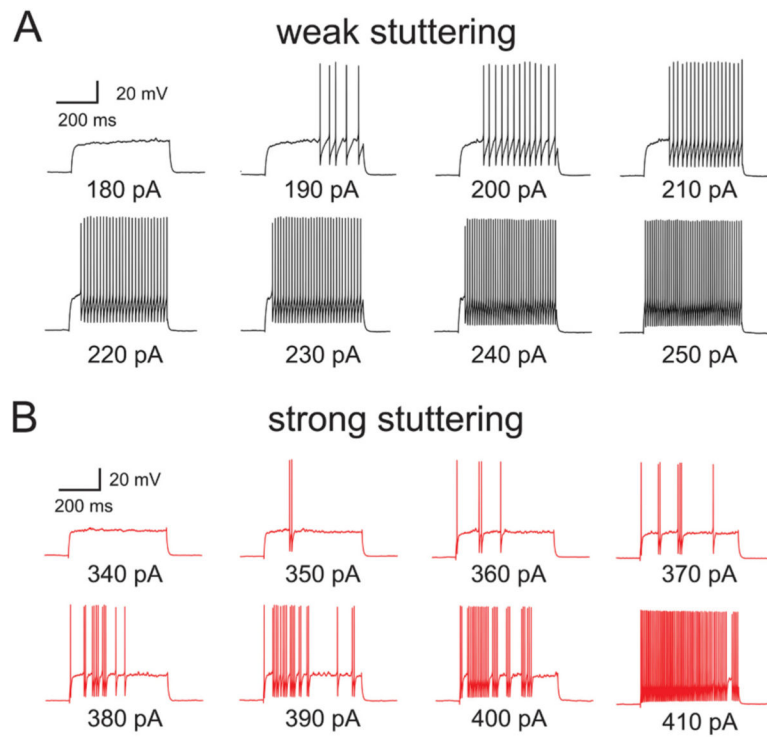 A
weak stuttering
20 mV
200 ms
180 pA
190 pA
200 pA
210 pA
220 pA
230 pA
240 pA
250 pA
B
strong stuttering
20 mV
200 ms
340 pA
350 pA
360 pA
370 pA
380 pA
390 pA
400 pA
410 pA